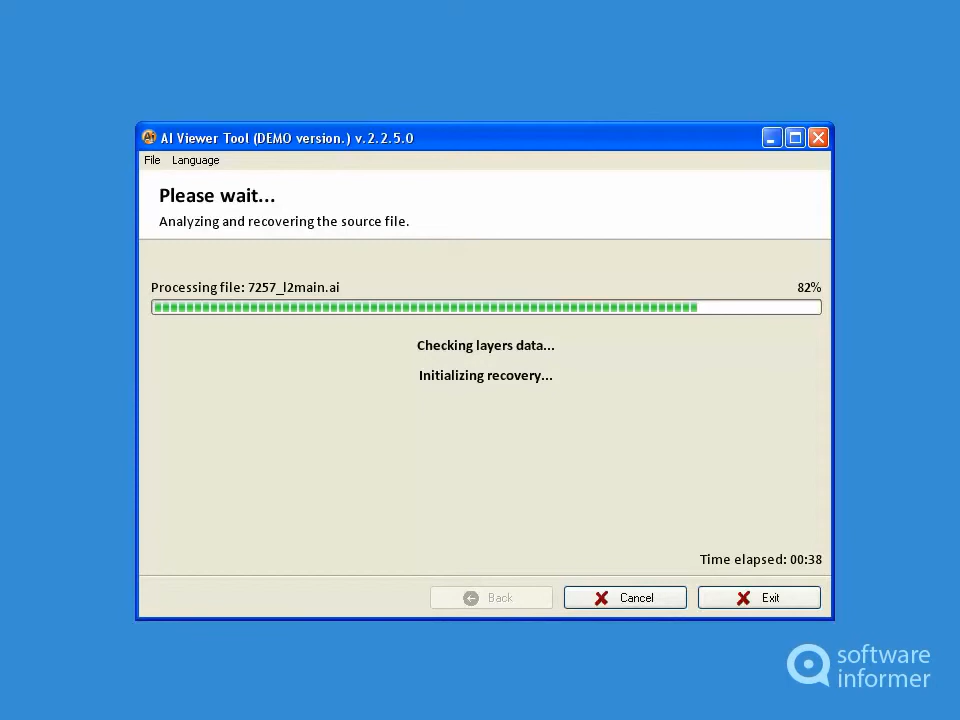 AI Viewer Tool (DEMO version.) v.2.2.5.0
File Language
Please wait...
Analyzing and recovering the source file.
Processing file: 7257_l2main.ai 82%
Checking layers data...
Initializing recovery...
Time elapsed: 00:38
Back Cancel Exit
software
informer